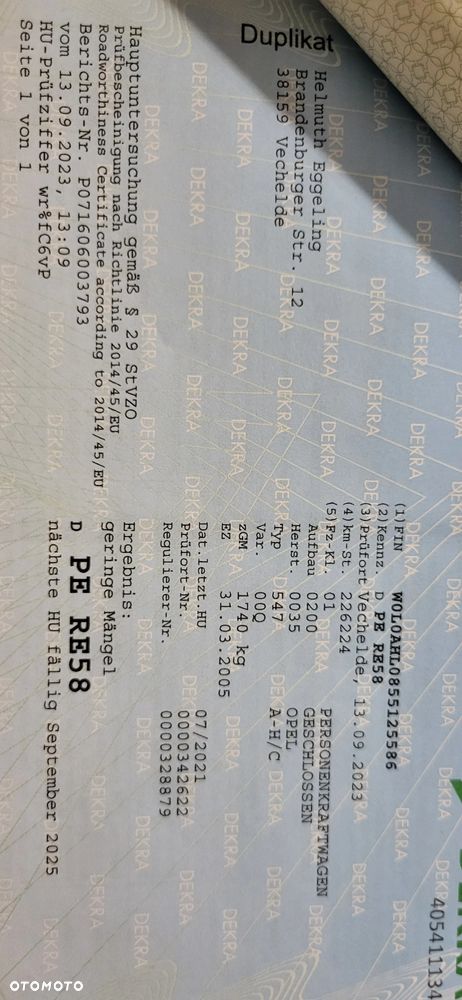 405411134
Duplikat
Helmuth Eggeling
Brandenburger Str. 12
38159 Vechelde
(1)FIN W0L0AHL0855125586
(2)Kennz. D PE RE58
(3)Prüfort Vechelde, 13.09.2023
(4)km-St. 226224
(5)Fz-Kl. 01 PERSONENKRAFTWAGEN
Aufbau 0200 GESCHLOSSEN
Herst. 0035 OPEL
Typ 547 A-H/C
Var. 00Q
zGM 1740 kg
EZ 31.03.2005
Dat.letzt.HU 07/2021
Prüfort-Nr. 0000342622
Regulierer-Nr. 0000328879
Hauptuntersuchung gemäß § 29 StVZO
Prüfbescheinigung nach Richtlinie 2014/45/EU
Roadworthiness Certificate according to 2014/45/EU
Berichts-Nr. P071606003793
vom 13.09.2023, 13:09
HU-Prüfziffer wr%fC6vP
Seite 1 von 1
Ergebnis:
geringe Mängel
D PE RE58
nächste HU fällig September 2025
DEKRA
OTOMOTO